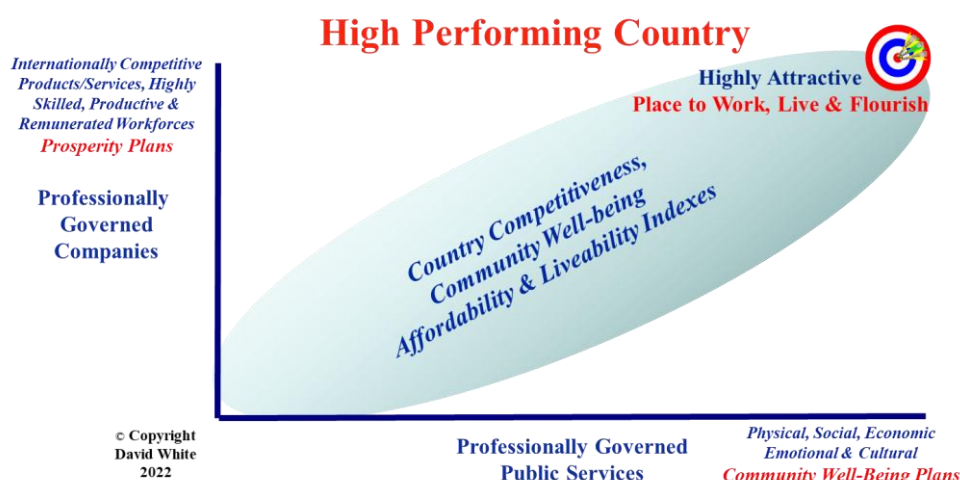 High Performing Country
Internationally Competitive
Products/Services, Highly
Skilled, Productive &
Remunerated Workforces
Prosperity Plans
Professionally
Governed
Companies
Highly Attractive
Place to Work, Live & Flourish
Country Competitiveness,
Community Well-being
Affordability & Liveability Indexes
© Copyright
David White
2022
Professionally Governed
Public Services
Physical, Social, Economic
Emotional & Cultural
Community Well-Being Plans